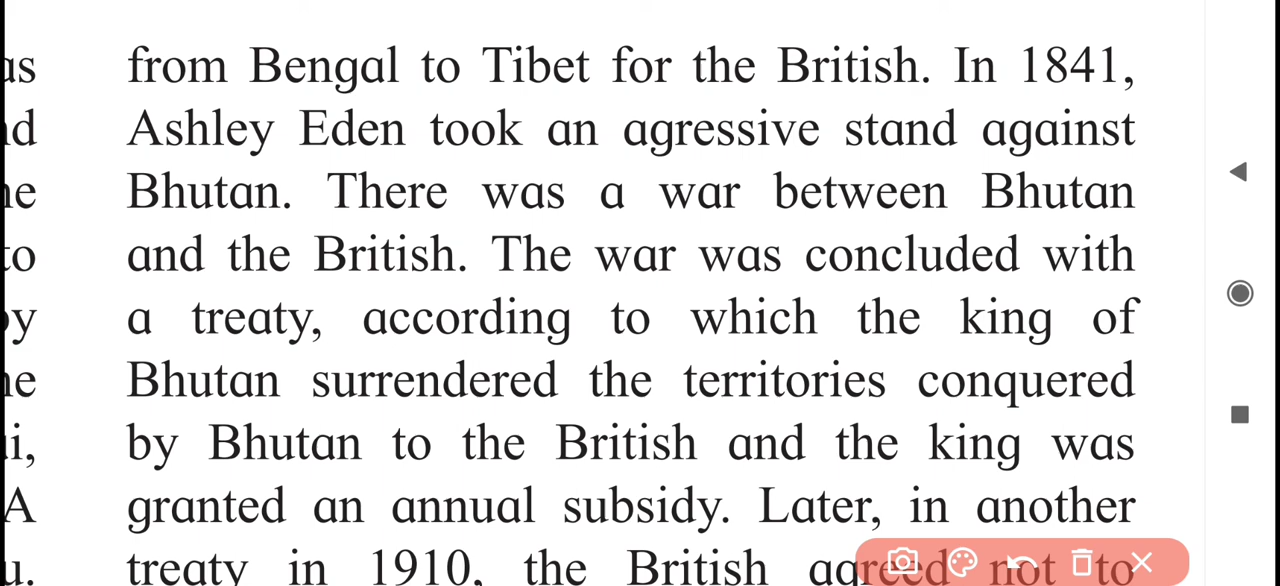 from Bengal to Tibet for the British. In 1841,
Ashley Eden took an agressive stand against
Bhutan. There was a war between Bhutan
and the British. The war was concluded with
a treaty, according to which the king of
Bhutan surrendered the territories conquered
by Bhutan to the British and the king was
granted an annual subsidy. Later, in another
treaty in 1910, the British agreed not to